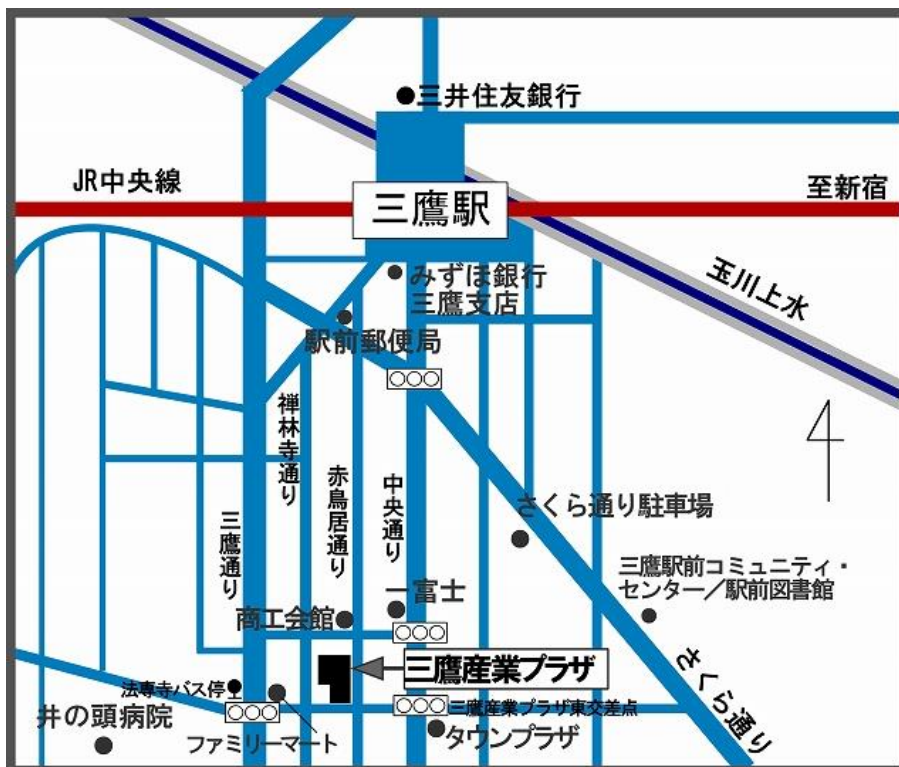 三井住友銀行
JR中央線
至新宿
三鷹駅
玉川上水
みずほ銀行
三鷹支店
駅前郵便局
禅林寺通り
赤鳥居通り
中央通り
三鷹通り
さくら通り駐車場
三鷹駅前コミュニティ・
センター／駅前図書館
一富士
商工会館
三鷹産業プラザ
さくら通り
法専寺バス停
井の頭病院
ファミリーマート
三鷹産業プラザ東交差点
タウンプラザ